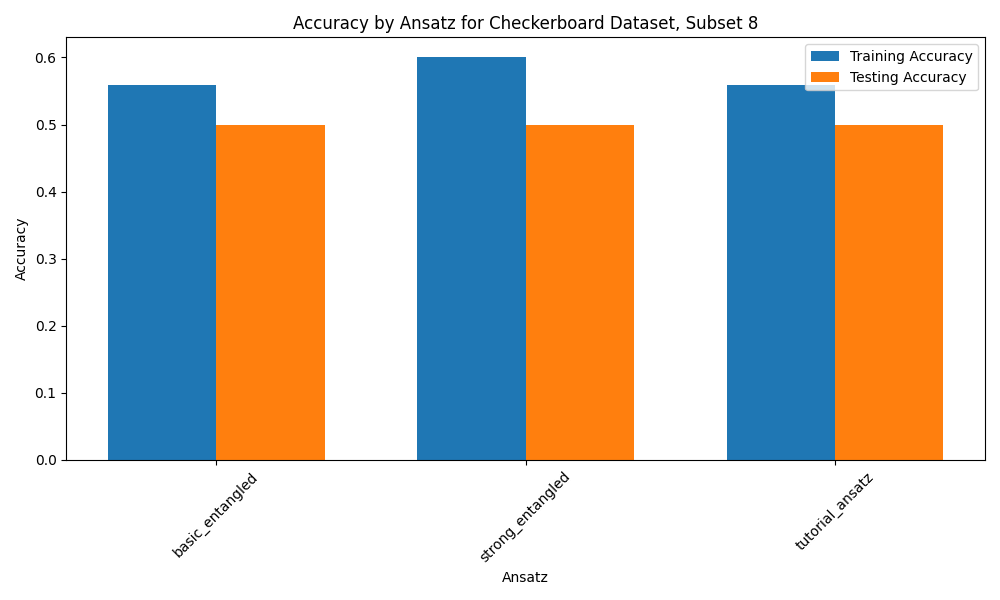 Accuracy by Ansatz for Checkerboard Dataset, Subset 8
Training Accuracy
Testing Accuracy
0.6
0.5
0.4
0.3
0.2
0.1
0.0
Accuracy
basic_entangled
strong_entangled
tutorial_ansatz
Ansatz